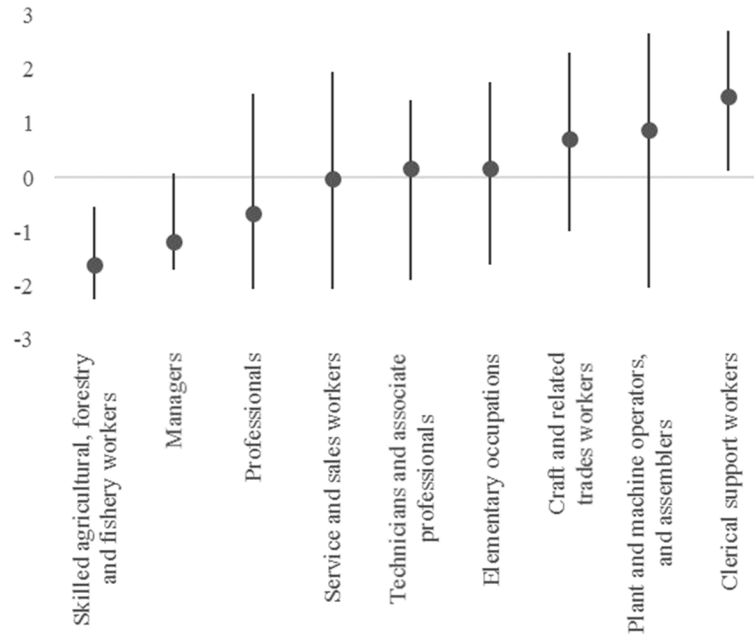 3
2
1
0
-1
-2
-3
Skilled agricultural, forestry
and fishery workers
Managers
Professionals
Service and sales workers
Technicians and associate
professionals
Elementary occupations
Craft and related
trades workers
Plant and machine operators,
and assemblers
Clerical support workers